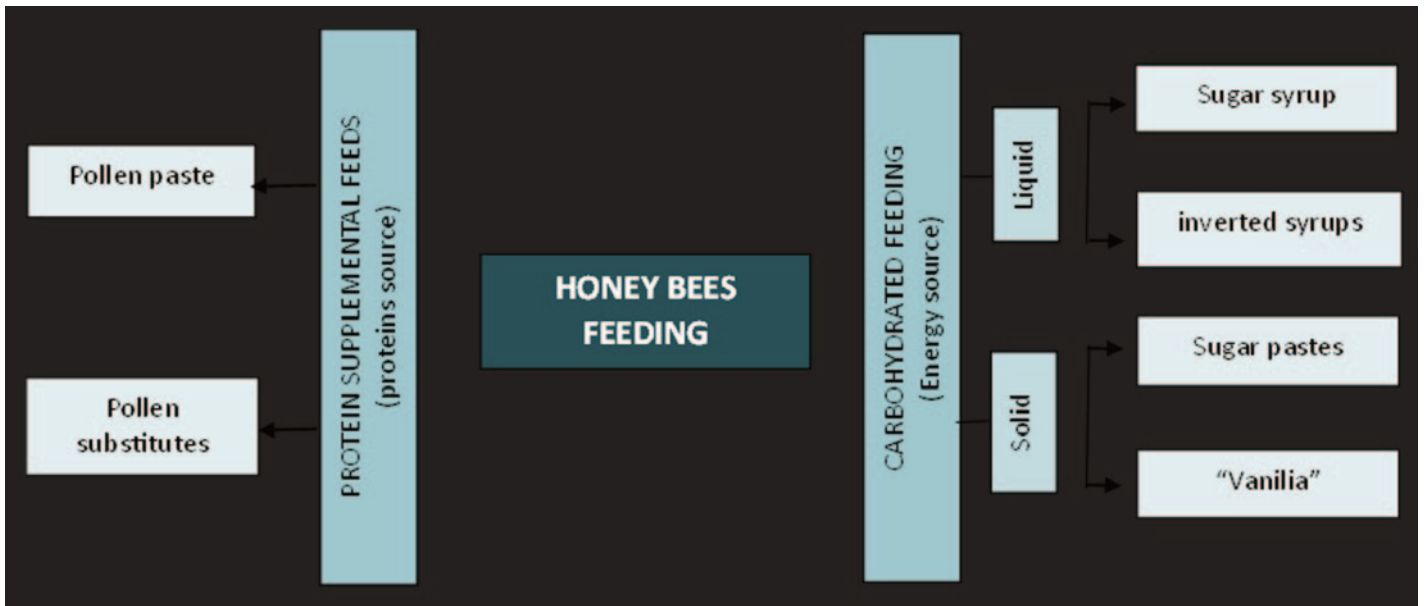 Pollen paste
Pollen
substitutes
PROTEIN SUPPLEMENTAL FEEDS
(proteins source)
HONEY BEES
FEEDING
CARBOHYDRATED FEEDING
(Energy source)
Liquid
Sugar syrup
inverted syrups
Solid
Sugar pastes
“Vanilia”